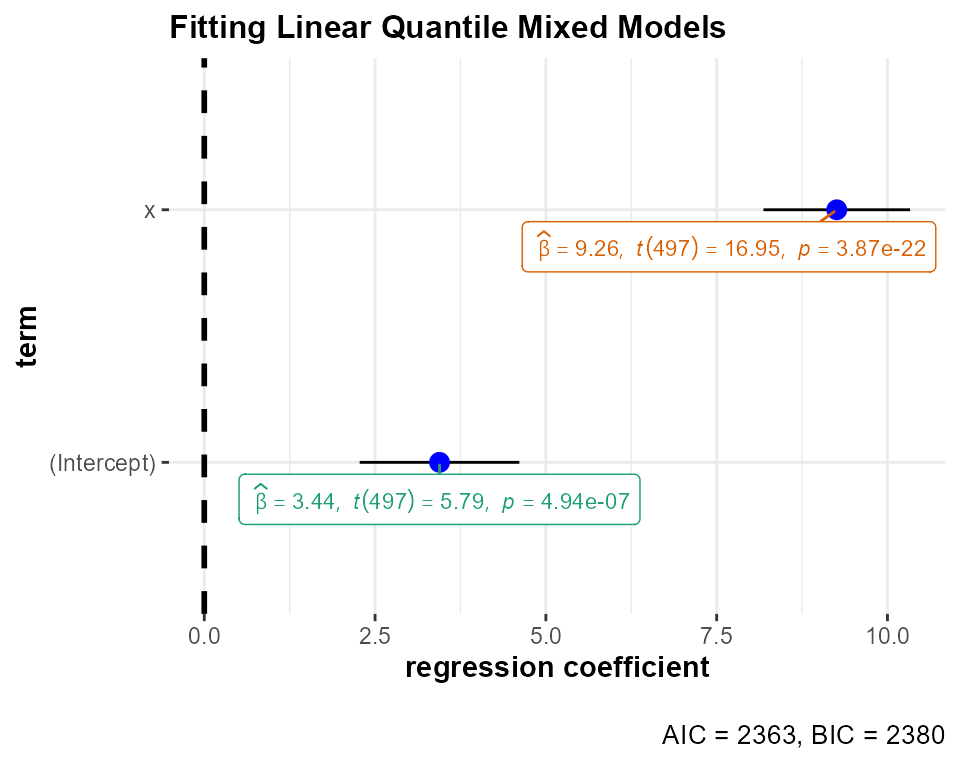 Fitting Linear Quantile Mixed Models
x
β̂ = 9.26, t(497) = 16.95, p = 3.87e-22
term
(Intercept)
β̂ = 3.44, t(497) = 5.79, p = 4.94e-07
0.0 2.5 5.0 7.5 10.0
regression coefficient
AIC = 2363, BIC = 2380